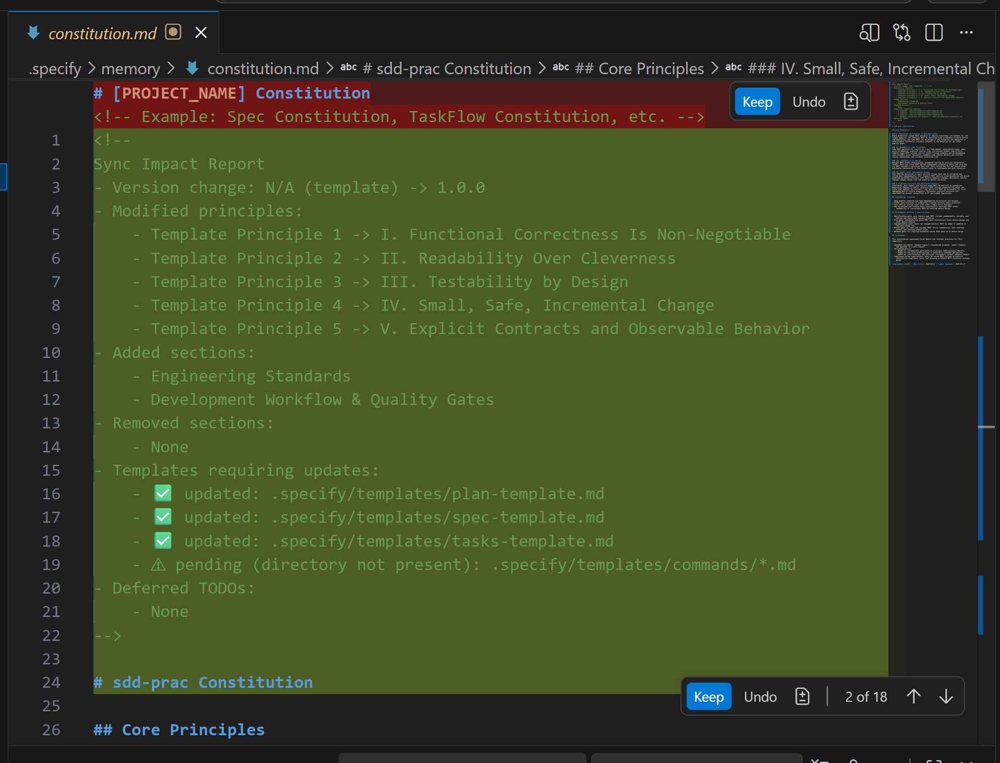 constitution.md
.specify > memory > constitution.md > abc # sdd-prac Constitution > abc ## Core Principles > abc ### IV. Small, Safe, Incremental Ch
# [PROJECT_NAME] Constitution
<!-- Example: Spec Constitution, TaskFlow Constitution, etc. -->
Keep Undo
1 <!--
2 Sync Impact Report
3 - Version change: N/A (template) -> 1.0.0
4 - Modified principles:
5 - Template Principle 1 -> I. Functional Correctness Is Non-Negotiable
6 - Template Principle 2 -> II. Readability Over Cleverness
7 - Template Principle 3 -> III. Testability by Design
8 - Template Principle 4 -> IV. Small, Safe, Incremental Change
9 - Template Principle 5 -> V. Explicit Contracts and Observable Behavior
10 - Added sections:
11 - Engineering Standards
12 - Development Workflow & Quality Gates
13 - Removed sections:
14 - None
15 - Templates requiring updates:
16 - ✅ updated: .specify/templates/plan-template.md
17 - ✅ updated: .specify/templates/spec-template.md
18 - ✅ updated: .specify/templates/tasks-template.md
19 - ⚠ pending (directory not present): .specify/templates/commands/*.md
20 - Deferred TODOs:
21 - None
22 -->
23
24 # sdd-prac Constitution
Keep Undo 2 of 18
25
26 ## Core Principles